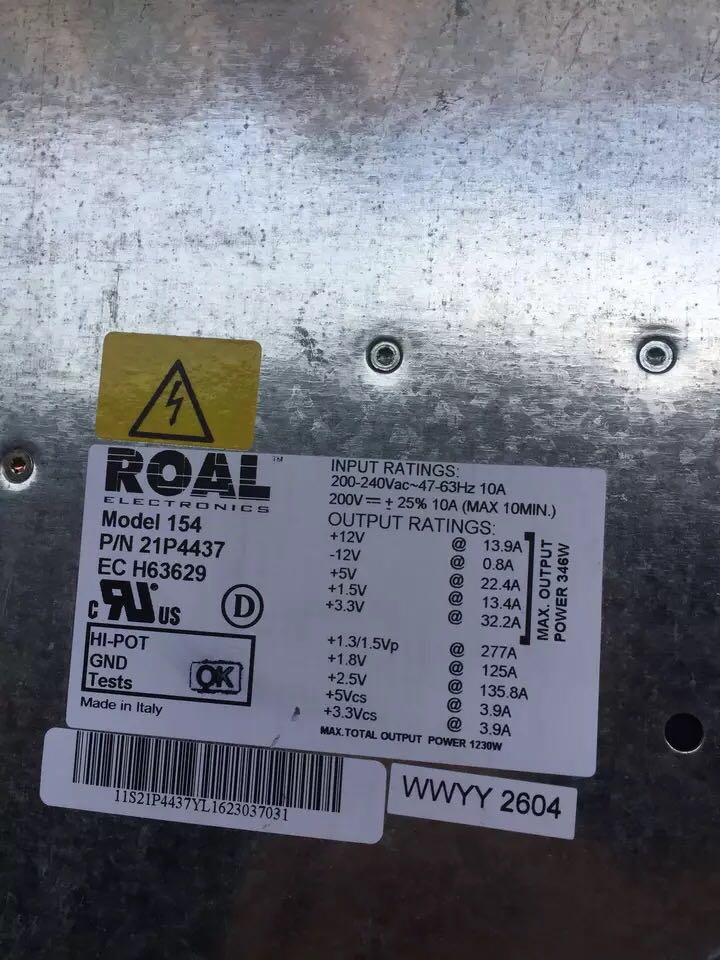 ROAL™
ELECTRONICS
Model 154
P/N 21P4437
EC H63629
c RU® US
D
HI-POT
GND
Tests
OK
Made in Italy
INPUT RATINGS:
200-240Vac~47-63Hz 10A
200V⎓ ± 25% 10A (MAX 10MIN.)
OUTPUT RATINGS:
+12V @ 13.9A
-12V @ 0.8A
+5V @ 22.4A
+1.5V @ 13.4A
+3.3V @ 32.2A
MAX. OUTPUT
POWER 346W
+1.3/1.5Vp @ 277A
+1.8V @ 125A
+2.5V @ 135.8A
+5Vcs @ 3.9A
+3.3Vcs @ 3.9A
MAX.TOTAL OUTPUT POWER 1230W
11S21P4437YL1623037031
WWYY 2604